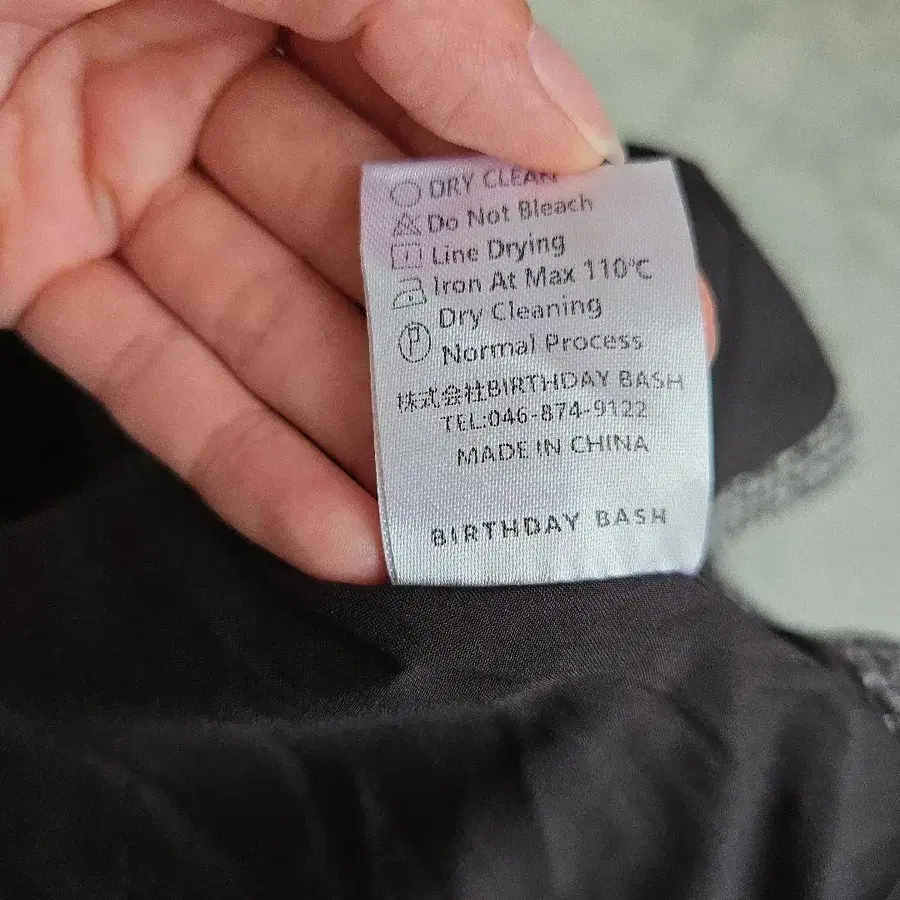 DRY CLEAN
Do Not Bleach
Line Drying
Iron At Max 110℃
Dry Cleaning
P
Normal Process
株式会社BIRTHDAY BASH
TEL:046-874-9122
MADE IN CHINA
BIRTHDAY BASH